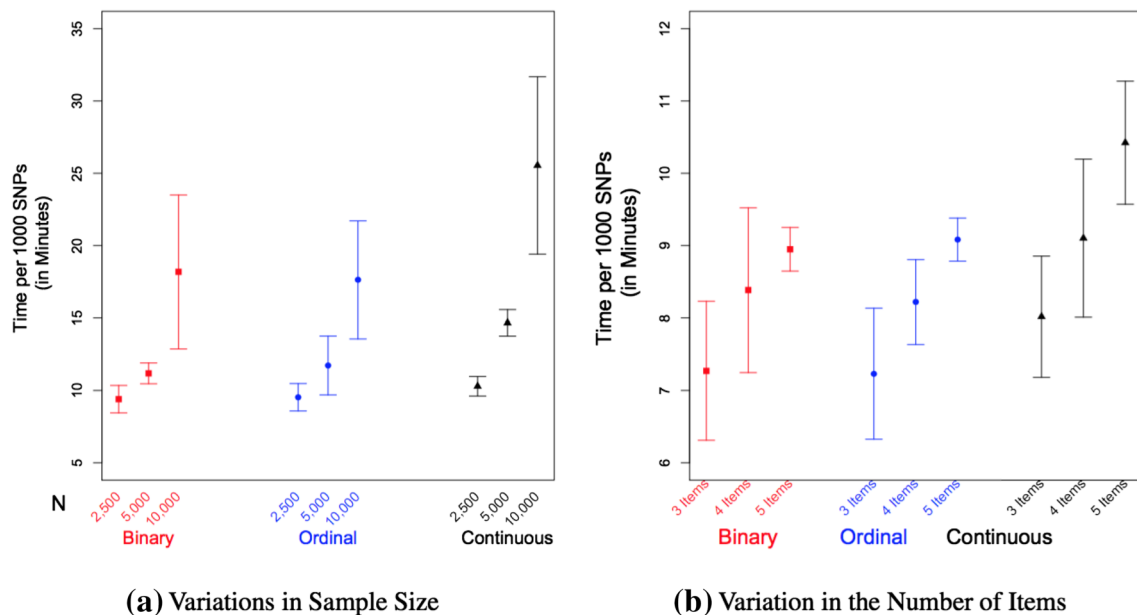 Time per 1000 SNPs
(in Minutes)
35
30
25
20
15
10
5
N
2,500
5,000
10,000
2,500
5,000
10,000
2,500
5,000
10,000
Binary
Ordinal
Continuous
(a) Variations in Sample Size
Time per 1000 SNPs
(in Minutes)
12
11
10
9
8
7
6
3 Items
4 Items
5 Items
3 Items
4 Items
5 Items
3 Items
4 Items
5 Items
Binary
Ordinal
Continuous
(b) Variation in the Number of Items